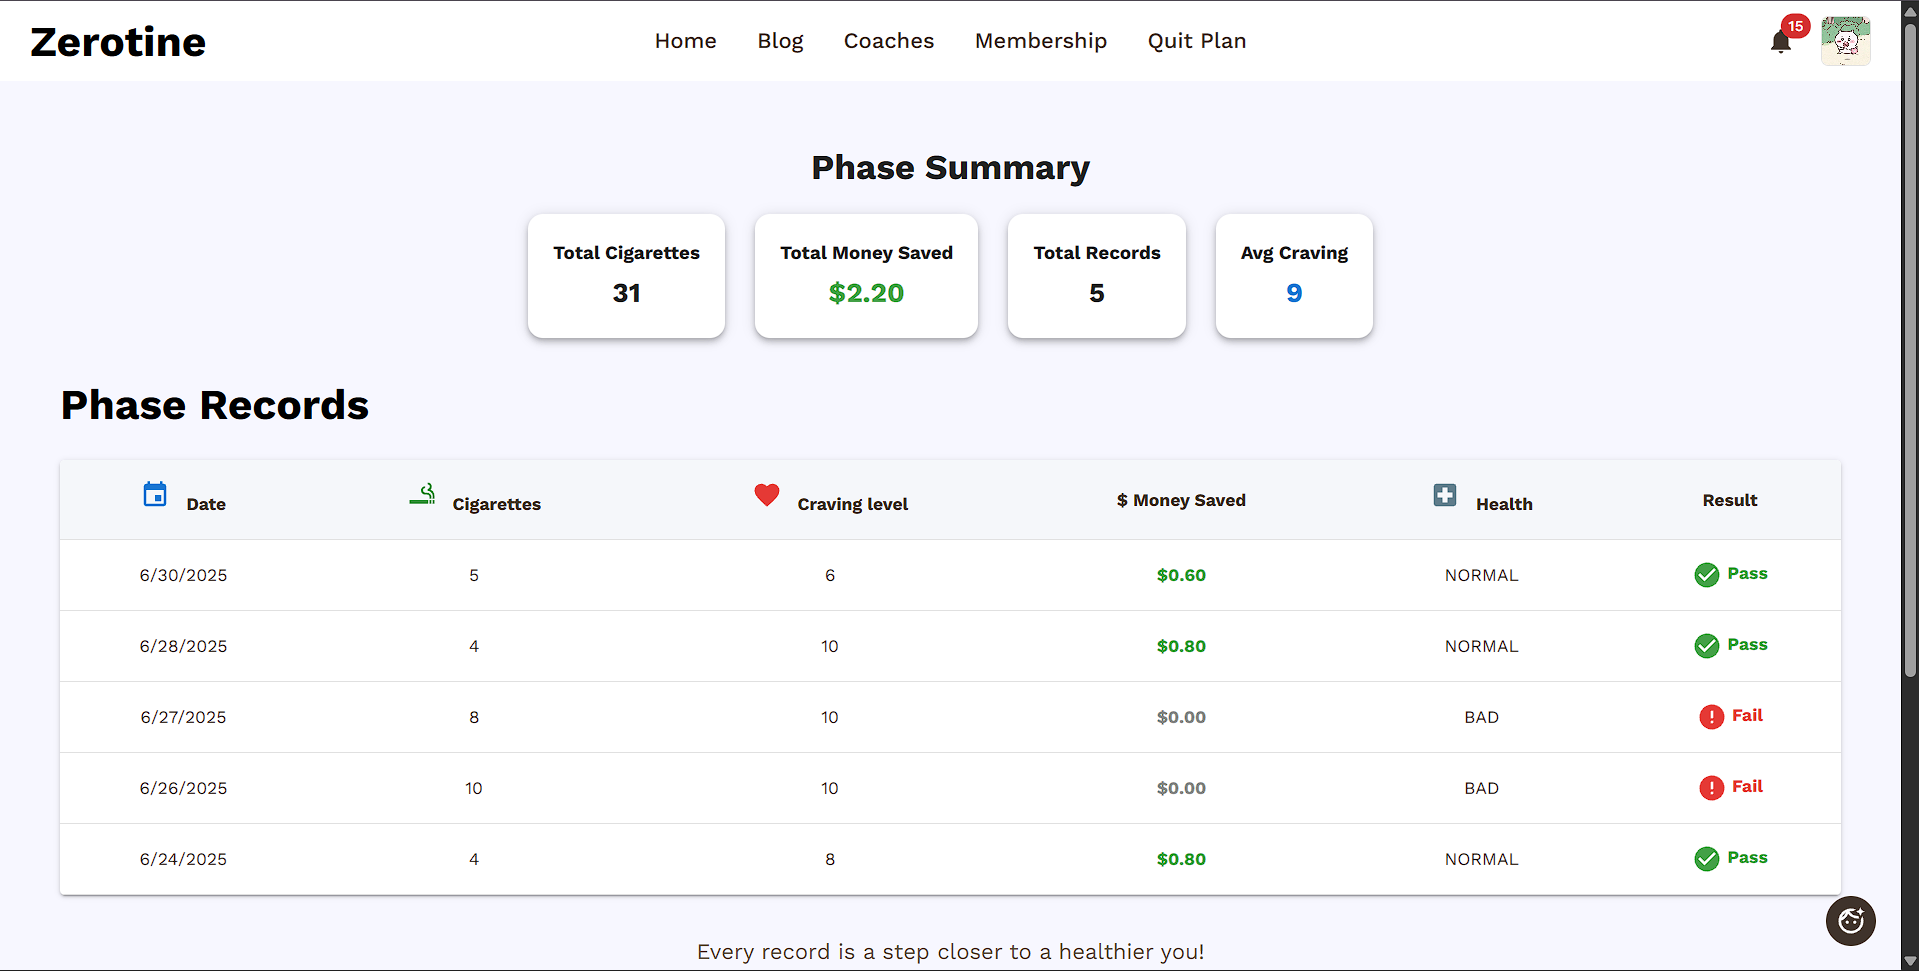 Zerotine Home Blog Coaches Membership Quit Plan 15
Phase Summary
Total Cigarettes Total Money Saved Total Records Avg Craving
31 $2.20 5 9
Phase Records
Date Cigarettes Craving level $ Money Saved Health Result
6/30/2025 5 6 $0.60 NORMAL Pass
6/28/2025 4 10 $0.80 NORMAL Pass
6/27/2025 8 10 $0.00 BAD Fail
6/26/2025 10 10 $0.00 BAD Fail
6/24/2025 4 8 $0.80 NORMAL Pass
Every record is a step closer to a healthier you!